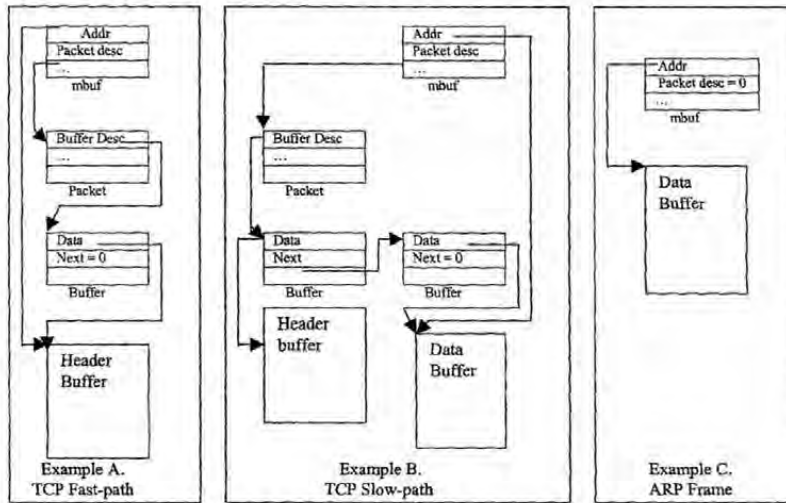 Addr
Packet desc
...
mbuf
Buffer Desc
...
Packet
Data
Next = 0
Buffer
Header
Buffer
Example A.
TCP Fast-path
Addr
Packet desc
...
mbuf
Buffer Desc
...
Packet
Data
Next
Buffer
Data
Next = 0
Buffer
Header
buffer
Data
Buffer
Example B.
TCP Slow-path
Addr
Packet desc = 0
...
mbuf
Data
Buffer
Example C.
ARP Frame